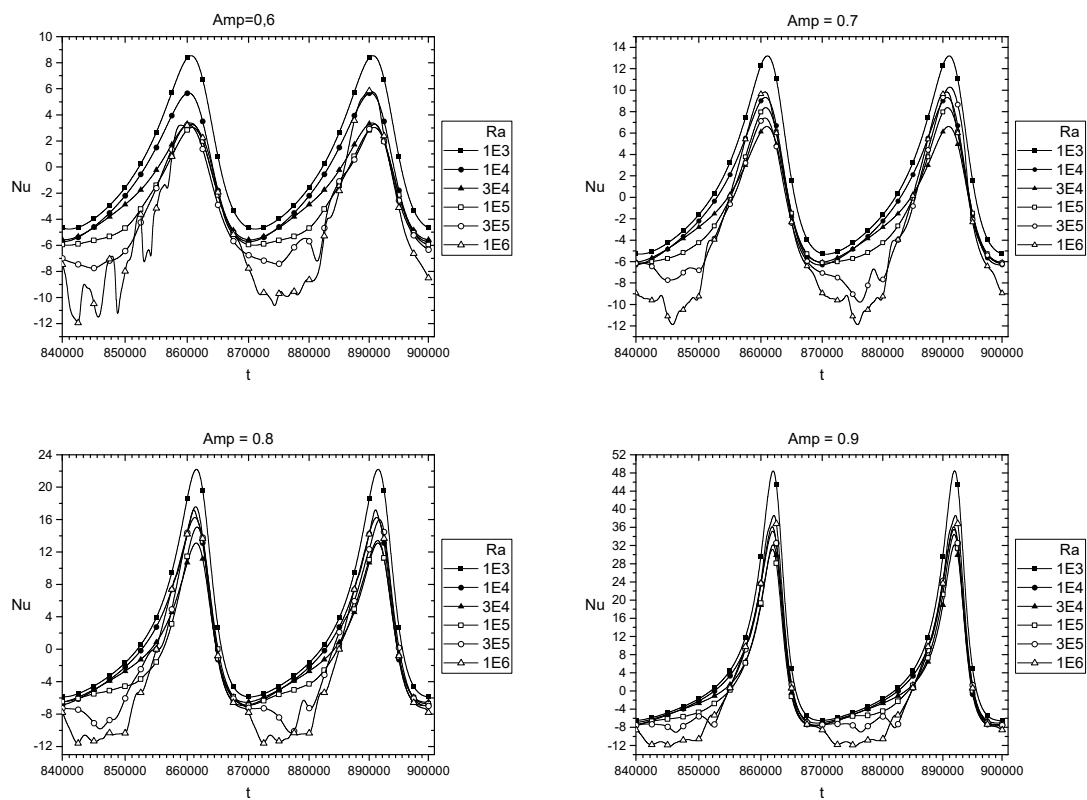 Amp=0,6
10
8
6
4
2
0
-2
-4
-6
-8
-10
-12
Nu
840000 850000 860000 870000 880000 890000 900000
t
Ra
1E3
1E4
3E4
1E5
3E5
1E6
Amp = 0.7
14
12
10
8
6
4
2
0
-2
-4
-6
-8
-10
-12
Nu
840000 850000 860000 870000 880000 890000 900000
t
Ra
1E3
1E4
3E4
1E5
3E5
1E6
Amp = 0.8
24
20
16
12
8
4
0
-4
-8
-12
Nu
840000 850000 860000 870000 880000 890000 900000
t
Ra
1E3
1E4
3E4
1E5
3E5
1E6
Amp = 0.9
52
48
44
40
36
32
28
24
20
16
12
8
4
0
-4
-8
-12
Nu
840000 850000 860000 870000 880000 890000 900000
t
Ra
1E3
1E4
3E4
1E5
3E5
1E6